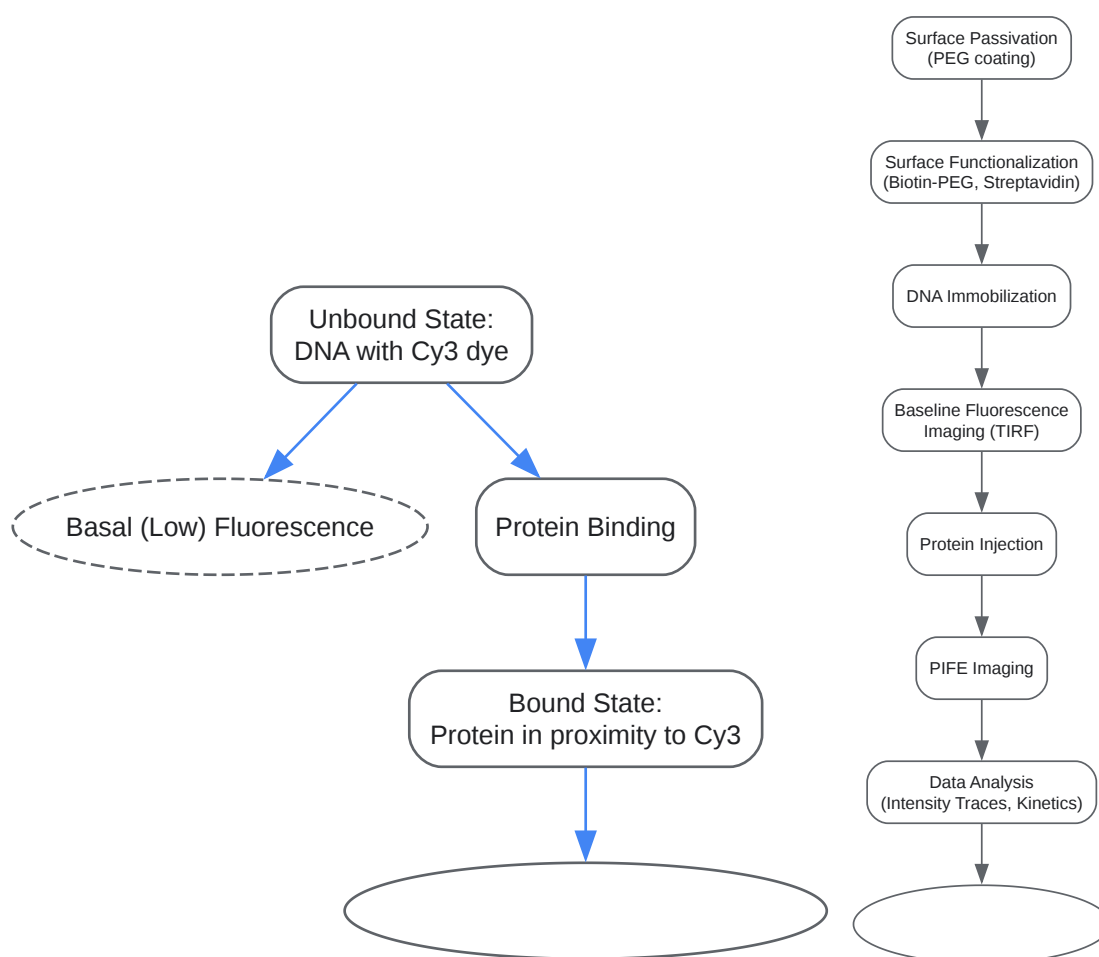 Unbound State:
DNA with Cy3 dye
Basal (Low) Fluorescence
Protein Binding
Bound State:
Protein in proximity to Cy3
Surface Passivation
(PEG coating)
Surface Functionalization
(Biotin-PEG, Streptavidin)
DNA Immobilization
Baseline Fluorescence
Imaging (TIRF)
Protein Injection
PIFE Imaging
Data Analysis
(Intensity Traces, Kinetics)